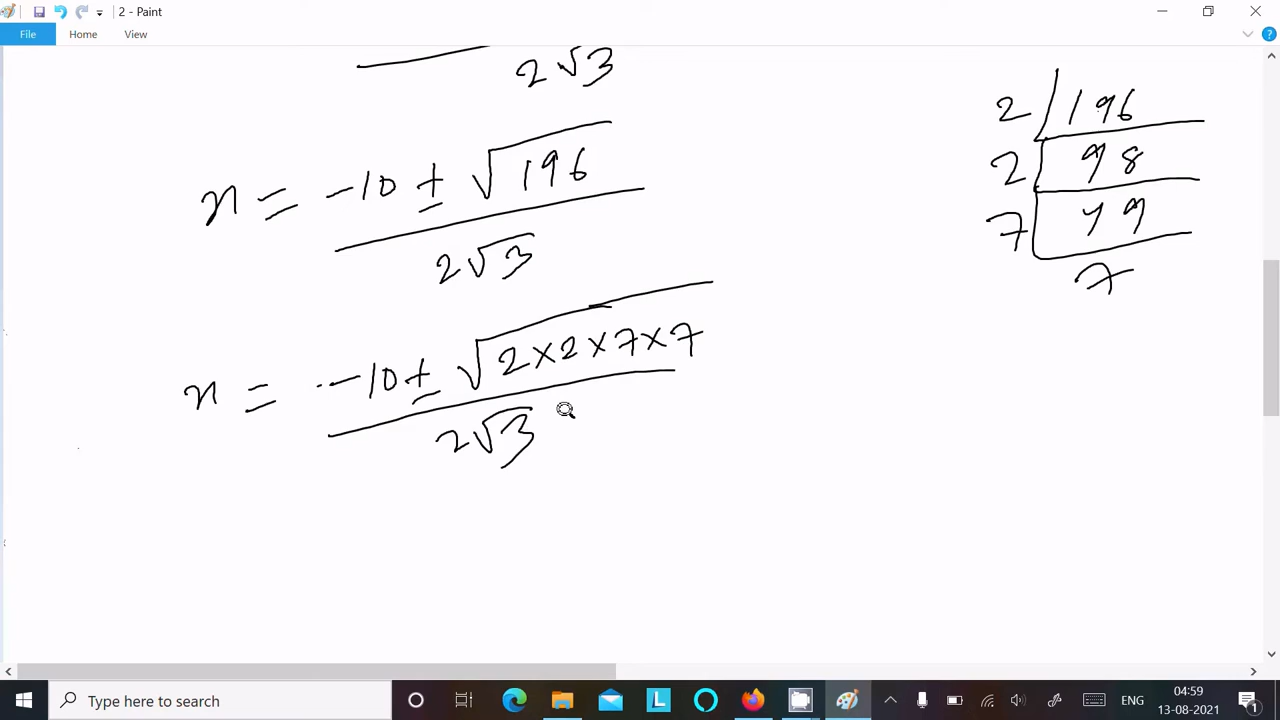 2 - Paint
File Home View
2√3
x = -10 ± √196
2√3
x = -10 ± √2×2×7×7
2√3
2 196
2 98
7 49
7
Type here to search
ENG
04:59
13-08-2021
1